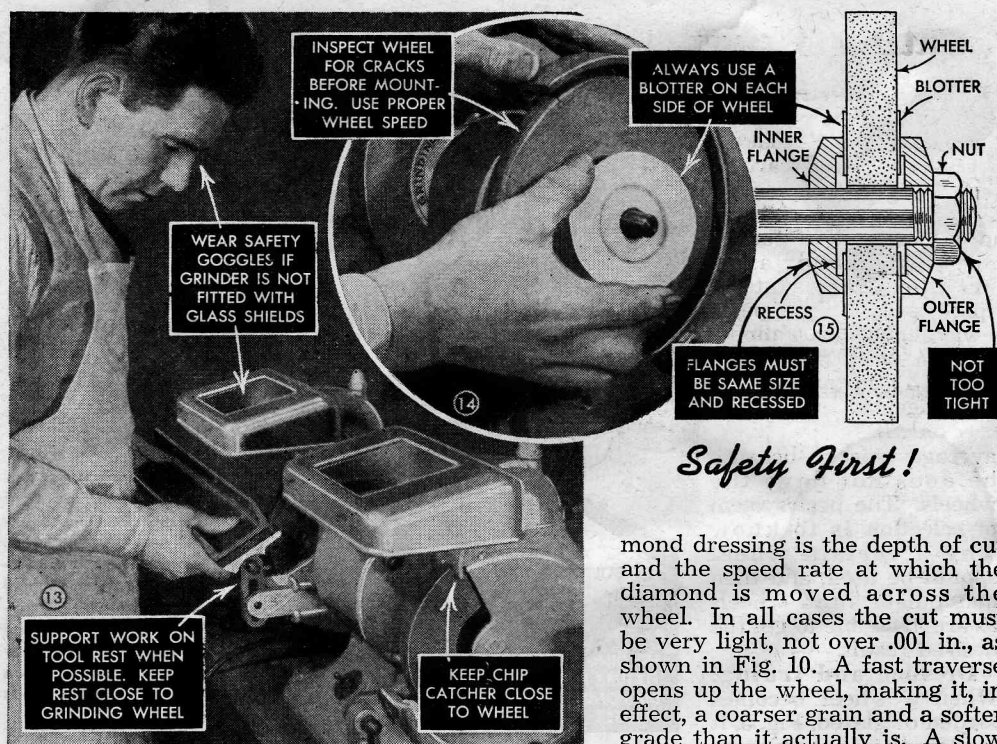 INSPECT WHEEL
FOR CRACKS
BEFORE MOUNT-
ING. USE PROPER
WHEEL SPEED
ALWAYS USE A
BLOTTER ON EACH
SIDE OF WHEEL
WHEEL
BLOTTER
INNER
FLANGE
NUT
WEAR SAFETY
GOGGLES IF
GRINDER IS NOT
FITTED WITH
GLASS SHIELDS
RECESS
15
OUTER
FLANGE
FLANGES MUST
BE SAME SIZE
AND RECESSED
NOT
TOO
TIGHT
14
13
SUPPORT WORK ON
TOOL REST WHEN
POSSIBLE. KEEP
REST CLOSE TO
GRINDING WHEEL
KEEP CHIP
CATCHER CLOSE
TO WHEEL
Safety First!
mond dressing is the depth of cut
and the speed rate at which the
diamond is moved across the
wheel. In all cases the cut must
be very light, not over .001 in., as
shown in Fig. 10. A fast traverse
opens up the wheel, making it, in
effect, a coarser grain and a softer
grade than it actually is. A slow